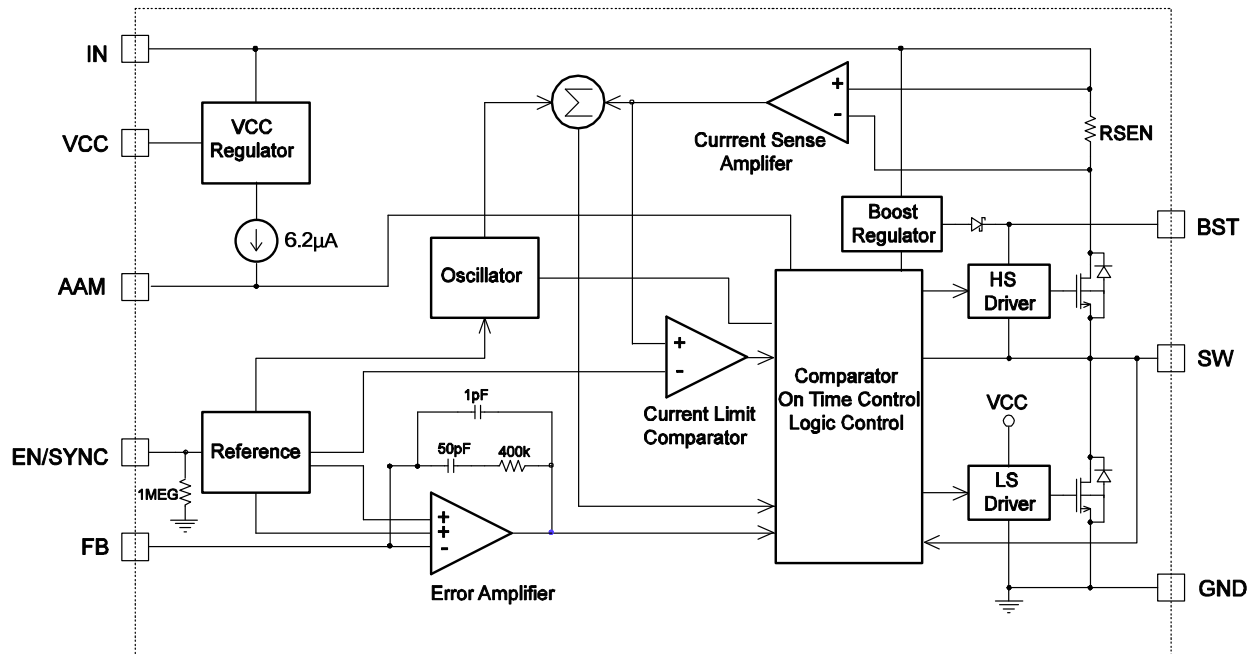 IN
VCC
VCC
Regulator
6.2µA
AAM
Σ
+
-
Currrent Sense
Amplifer
RSEN
Boost
Regulator
BST
Oscillator
HS
Driver
+
-
Current Limit
Comparator
Comparator
On Time Control
Logic Control
SW
VCC
LS
Driver
GND
EN/SYNC
1MEG
Reference
1pF
50pF
400k
FB
+
+
-
Error Amplifier